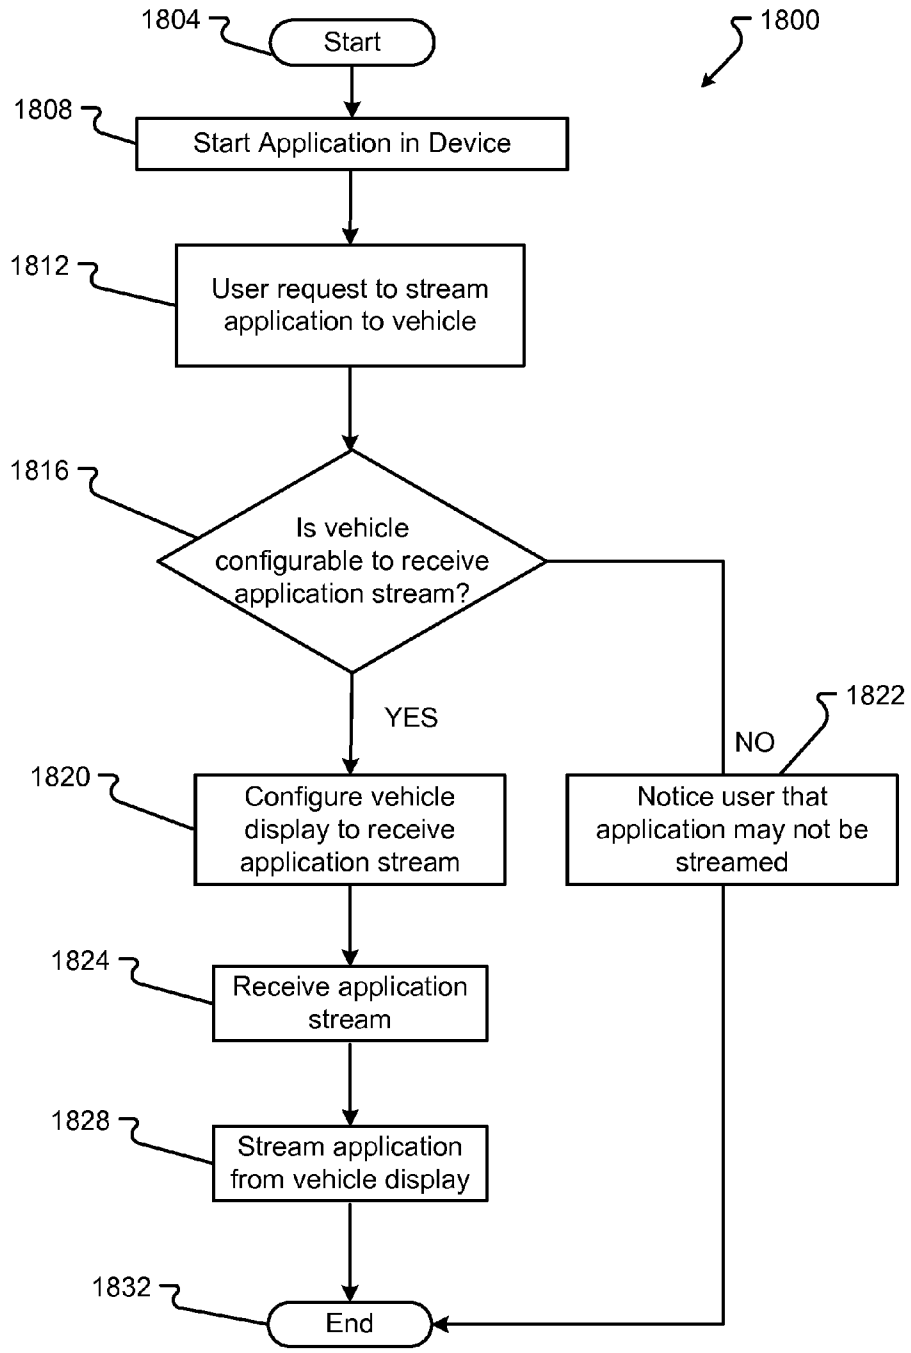 1804
Start
1800
1808
Start Application in Device
1812
User request to stream
application to vehicle
1816
Is vehicle
configurable to receive
application stream?
YES
NO
1822
1820
Configure vehicle
display to receive
application stream
Notice user that
application may not be
streamed
1824
Receive application
stream
1828
Stream application
from vehicle display
1832
End